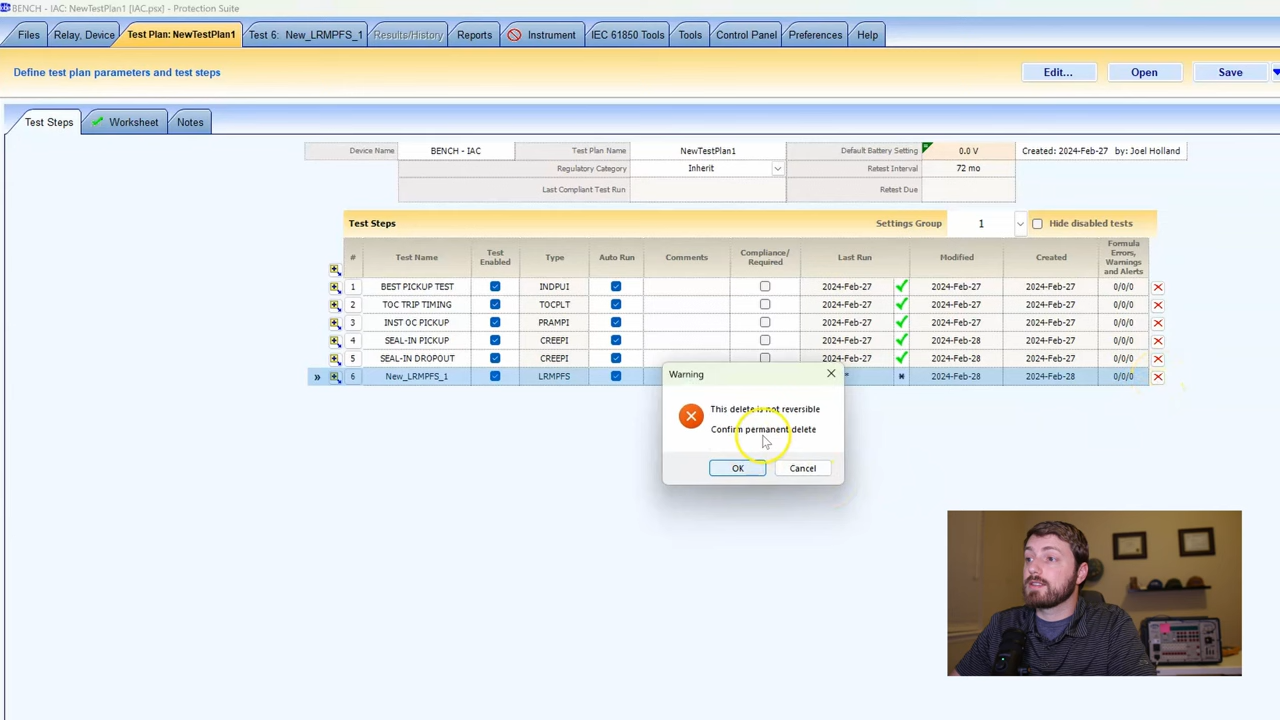 BENCH - IAC: NewTestPlan1 [IAC.psx] - Protection Suite
Files Relay, Device Test Plan: NewTestPlan1 Test 6: New_LRMPFS_1 Results/History Reports Instrument IEC 61850 Tools Tools Control Panel Preferences Help
Define test plan parameters and test steps Edit... Open Save
Test Steps Worksheet Notes
Device Name BENCH - IAC Test Plan Name NewTestPlan1 Default Battery Setting 0.0 V Created: 2024-Feb-27 by: Joel Holland
Regulatory Category Inherit Retest Interval 72 mo
Last Compliant Test Run Retest Due
Test Steps Settings Group 1 Hide disabled tests
# Test Name Test Enabled Type Auto Run Comments Compliance/ Required Last Run Modified Created Formula Errors, Warnings and Alerts
1 BEST PICKUP TEST INDPUI 2024-Feb-27 2024-Feb-27 2024-Feb-27 0/0/0
2 TOC TRIP TIMING TOCPLT 2024-Feb-27 2024-Feb-27 2024-Feb-27 0/0/0
3 INST OC PICKUP PRAMPI 2024-Feb-27 2024-Feb-27 2024-Feb-27 0/0/0
4 SEAL-IN PICKUP CREEPI 2024-Feb-27 2024-Feb-28 2024-Feb-27 0/0/0
5 SEAL-IN DROPOUT CREEPI 2024-Feb-27 2024-Feb-28 2024-Feb-27 0/0/0
» 6 New_LRMPFS_1 LRMPFS 2024-Feb-28 2024-Feb-28 0/0/0
Warning
This delete is not reversible
Confirm permanent delete
OK Cancel